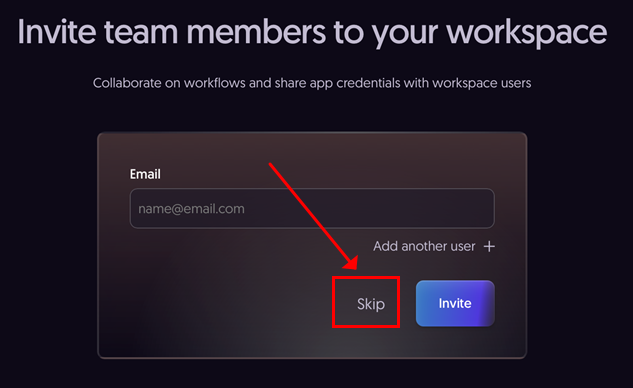 Invite team members to your workspace
Collaborate on workflows and share app credentials with workspace users
Email
name@email.com
Add another user +
Skip
Invite